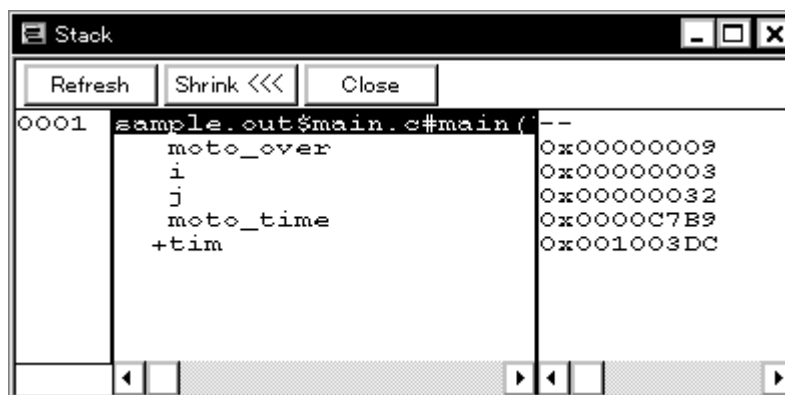 Stack
Refresh Shrink <<< Close
0001 sample.out$main.c#main( --
moto_over 0x00000009
i 0x00000003
j 0x00000032
moto_time 0x0000C7B9
+tim 0x001003DC